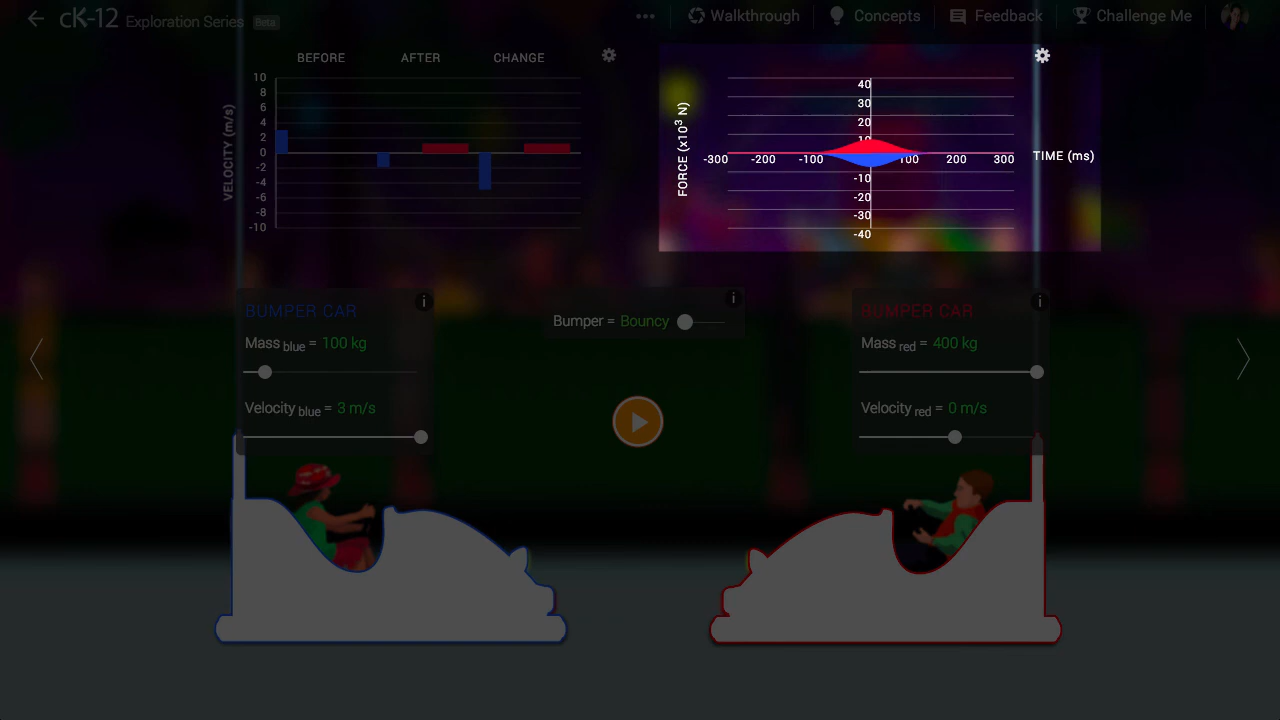 cK-12 Exploration Series Beta
••• Walkthrough Concepts Feedback Challenge Me
BEFORE AFTER CHANGE
VELOCITY (m/s)
10
8
6
4
2
0
-2
-4
-6
-8
-10
FORCE (x10³ N)
40
30
20
10
-300 -200 -100 100 200 300
TIME (ms)
-10
-20
-30
-40
BUMPER CAR i
Mass blue = 100 kg
Velocity blue = 3 m/s
i
Bumper = Bouncy
BUMPER CAR i
Mass red = 400 kg
Velocity red = 0 m/s